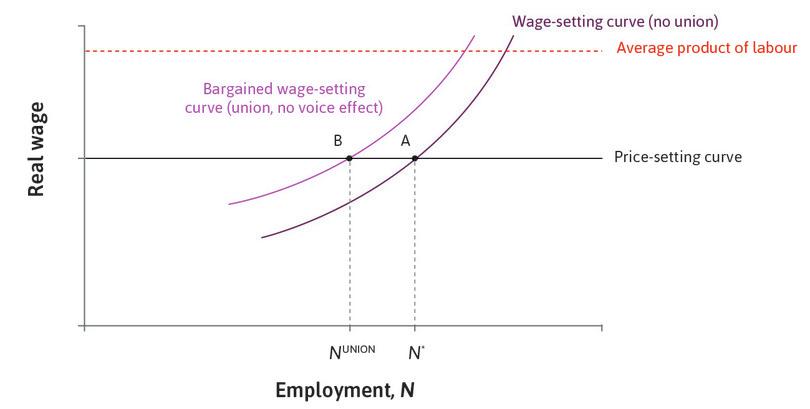 Wage-setting curve (no union)
Average product of labour
Bargained wage-setting
curve (union, no voice effect)
B
A
Price-setting curve
Real wage
Nᵁᴺᴵᴼᴺ
N*
Employment, N